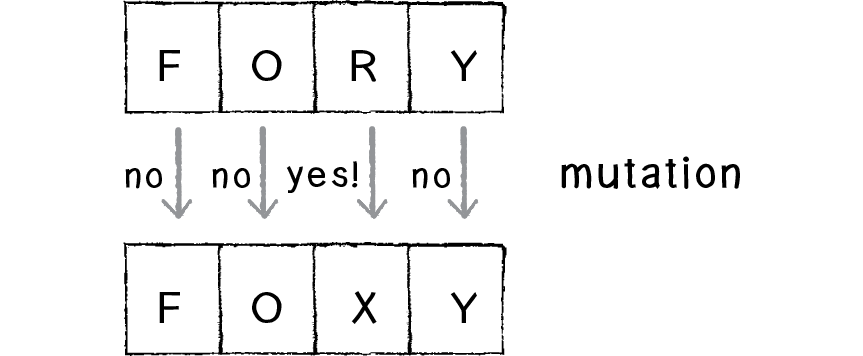 F O R Y
no no yes! no mutation
F O X Y